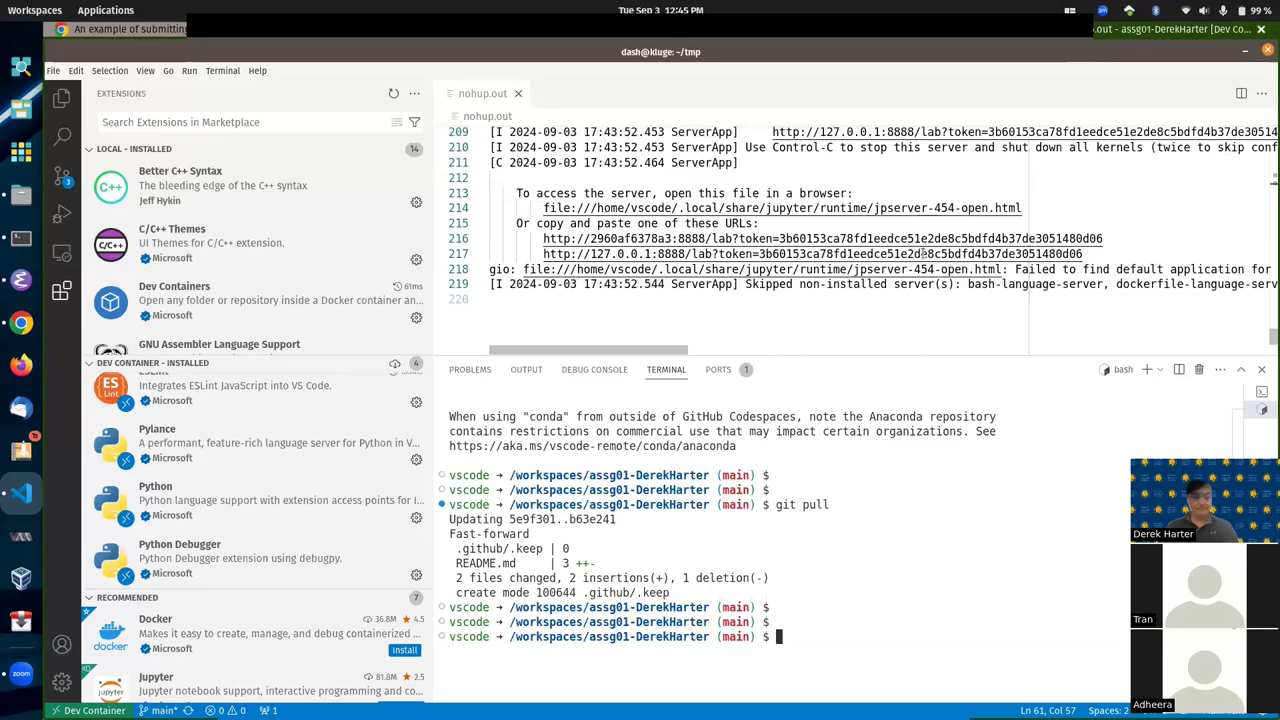 Workspaces Applications Tue Sep 3 12:45 PM 99 %
An example of submitting .out - assg01-DerekHarter [Dev Co...
dash@kluge: ~/tmp
File Edit Selection View Go Run Terminal Help
EXTENSIONS
Search Extensions in Marketplace
LOCAL - INSTALLED 14
Better C++ Syntax
The bleeding edge of the C++ syntax
Jeff Hykin
C/C++ Themes
UI Themes for C/C++ extension.
Microsoft
Dev Containers 61ms
Open any folder or repository inside a Docker container an...
Microsoft
GNU Assembler Language Support
DEV CONTAINER - INSTALLED 4
Integrates ESLint JavaScript into VS Code.
Microsoft
Pylance
A performant, feature-rich language server for Python in V...
Microsoft
Python
Python language support with extension access points for I...
Microsoft
Python Debugger
Python Debugger extension using debugpy.
Microsoft
RECOMMENDED 7
Docker 36.8M 4.5
Makes it easy to create, manage, and debug containerized ...
Microsoft Install
Jupyter 81.8M 2.5
Jupyter notebook support, interactive programming and co...
Microsoft
nohup.out
nohup.out
209 [I 2024-09-03 17:43:52.453 ServerApp] http://127.0.0.1:8888/lab?token=3b60153ca78fd1eedce51e2de8c5bdfd4b37de30514
210 [I 2024-09-03 17:43:52.453 ServerApp] Use Control-C to stop this server and shut down all kernels (twice to skip conf
211 [C 2024-09-03 17:43:52.464 ServerApp]
212
213 To access the server, open this file in a browser:
214 file:///home/vscode/.local/share/jupyter/runtime/jpserver-454-open.html
215 Or copy and paste one of these URLs:
216 http://2960af6378a3:8888/lab?token=3b60153ca78fd1eedce51e2de8c5bdfd4b37de3051480d06
217 http://127.0.0.1:8888/lab?token=3b60153ca78fd1eedce51e2de8c5bdfd4b37de3051480d06
218 gio: file:///home/vscode/.local/share/jupyter/runtime/jpserver-454-open.html: Failed to find default application for
219 [I 2024-09-03 17:43:52.544 ServerApp] Skipped non-installed server(s): bash-language-server, dockerfile-language-serv
220
PROBLEMS OUTPUT DEBUG CONSOLE TERMINAL PORTS 1 bash
When using "conda" from outside of GitHub Codespaces, note the Anaconda repository
contains restrictions on commercial use that may impact certain organizations. See
https://aka.ms/vscode-remote/conda/anaconda
vscode ➜ /workspaces/assg01-DerekHarter (main) $
vscode ➜ /workspaces/assg01-DerekHarter (main) $
vscode ➜ /workspaces/assg01-DerekHarter (main) $ git pull
Updating 5e9f301..b63e241
Fast-forward
.github/.keep | 0
README.md | 3 ++-
2 files changed, 2 insertions(+), 1 deletion(-)
create mode 100644 .github/.keep
vscode ➜ /workspaces/assg01-DerekHarter (main) $
vscode ➜ /workspaces/assg01-DerekHarter (main) $
vscode ➜ /workspaces/assg01-DerekHarter (main) $
Derek Harter
Tran
Adheera
Dev Container main* 0 0 1 Ln 61, Col 57 Spaces: 2